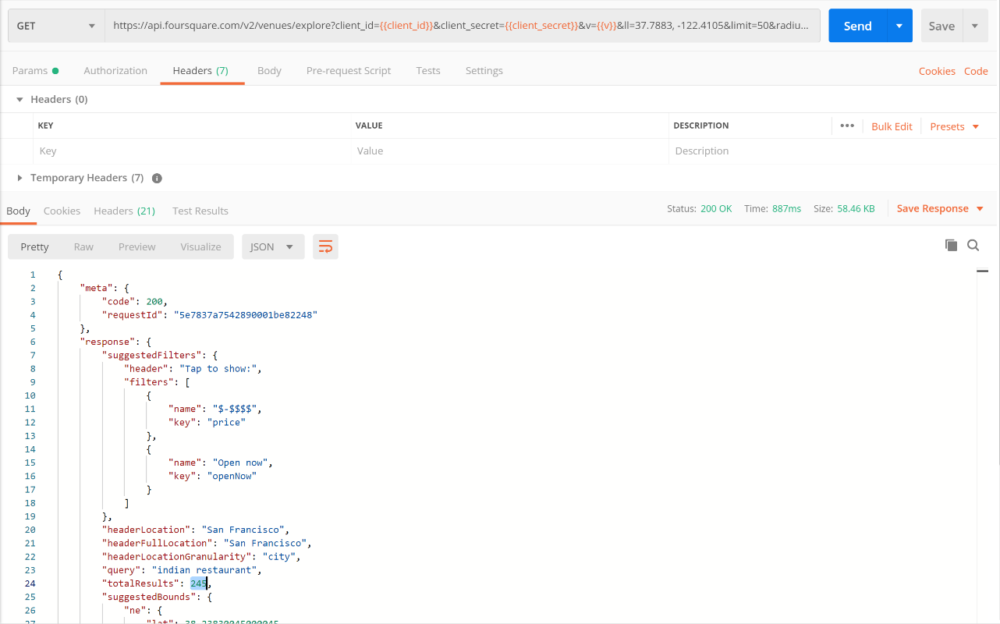 GET https://api.foursquare.com/v2/venues/explore?client_id={{client_id}}&client_secret={{client_secret}}&v={{v}}&ll=37.7883, -122.4105&limit=50&radiu... Send Save
Params Authorization Headers (7) Body Pre-request Script Tests Settings Cookies Code
Headers (0)
KEY VALUE DESCRIPTION ••• Bulk Edit Presets
Key Value Description
Temporary Headers (7) i
Body Cookies Headers (21) Test Results Status: 200 OK Time: 887ms Size: 58.46 KB Save Response
Pretty Raw Preview Visualize JSON
1 {
2 "meta": {
3 "code": 200,
4 "requestId": "5e7837a7542890001be82248"
5 },
6 "response": {
7 "suggestedFilters": {
8 "header": "Tap to show:",
9 "filters": [
10 {
11 "name": "$-$$$$",
12 "key": "price"
13 },
14 {
15 "name": "Open now",
16 "key": "openNow"
17 }
18 ]
19 },
20 "headerLocation": "San Francisco",
21 "headerFullLocation": "San Francisco",
22 "headerLocationGranularity": "city",
23 "query": "indian restaurant",
24 "totalResults": 245,
25 "suggestedBounds": {
26 "ne": {
27 "lat": 38.23830045000045,